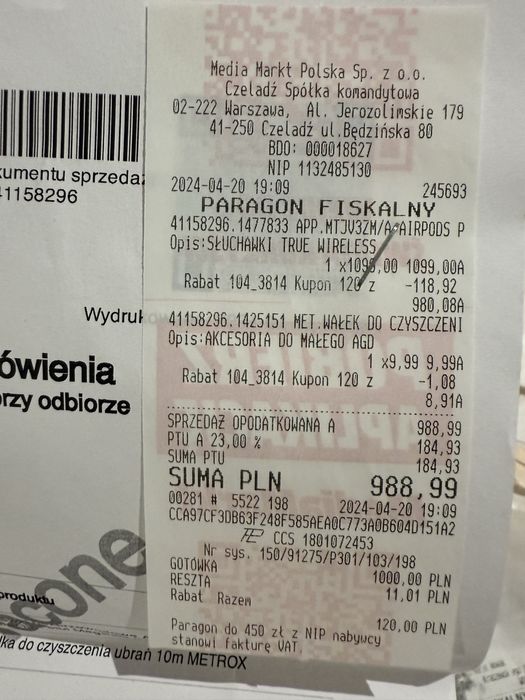 Media Markt Polska Sp. z o.o.
Czeladź Spółka komandytowa
02-222 Warszawa, Al. Jerozolimskie 179
41-250 Czeladź ul.Będzińska 80
BDO: 000018627
NIP 1132485130
2024-04-20 19:09 245693
PARAGON FISKALNY
41158296.1477833 APP.MTJV3ZM/A AIRPODS P
Opis:SŁUCHAWKI TRUE WIRELESS
1 x1099,00 1099,00A
Rabat 104_3814 Kupon 120 z -118,92
980,08A
41158296.1425151 MET.WAŁEK DO CZYSZCZENI
Opis:AKCESORIA DO MAŁEGO AGD
1 x9,99 9,99A
Rabat 104_3814 Kupon 120 z -1,08
8,91A
SPRZEDAŻ OPODATKOWANA A 988,99
PTU A 23,00 % 184,93
SUMA PTU 184,93
SUMA PLN 988,99
00281 # 5522 198 2024-04-20 19:09
CCA97CF3DB63F248F585AEA0C773A0B604D151A2
CCS 1801072453
Nr sys. 150/91275/P301/103/198
GOTÓWKA 1000,00 PLN
RESZTA 11,01 PLN
Rabat Razem 120,00 PLN
Paragon do 450 zł z NIP nabywcy
stanowi fakturę VAT.
kumentu sprzedaż
41158296
Wydruk
ówienia
przy odbiorze
cone
produktu
łka do czyszczenia ubrań 10m METROX